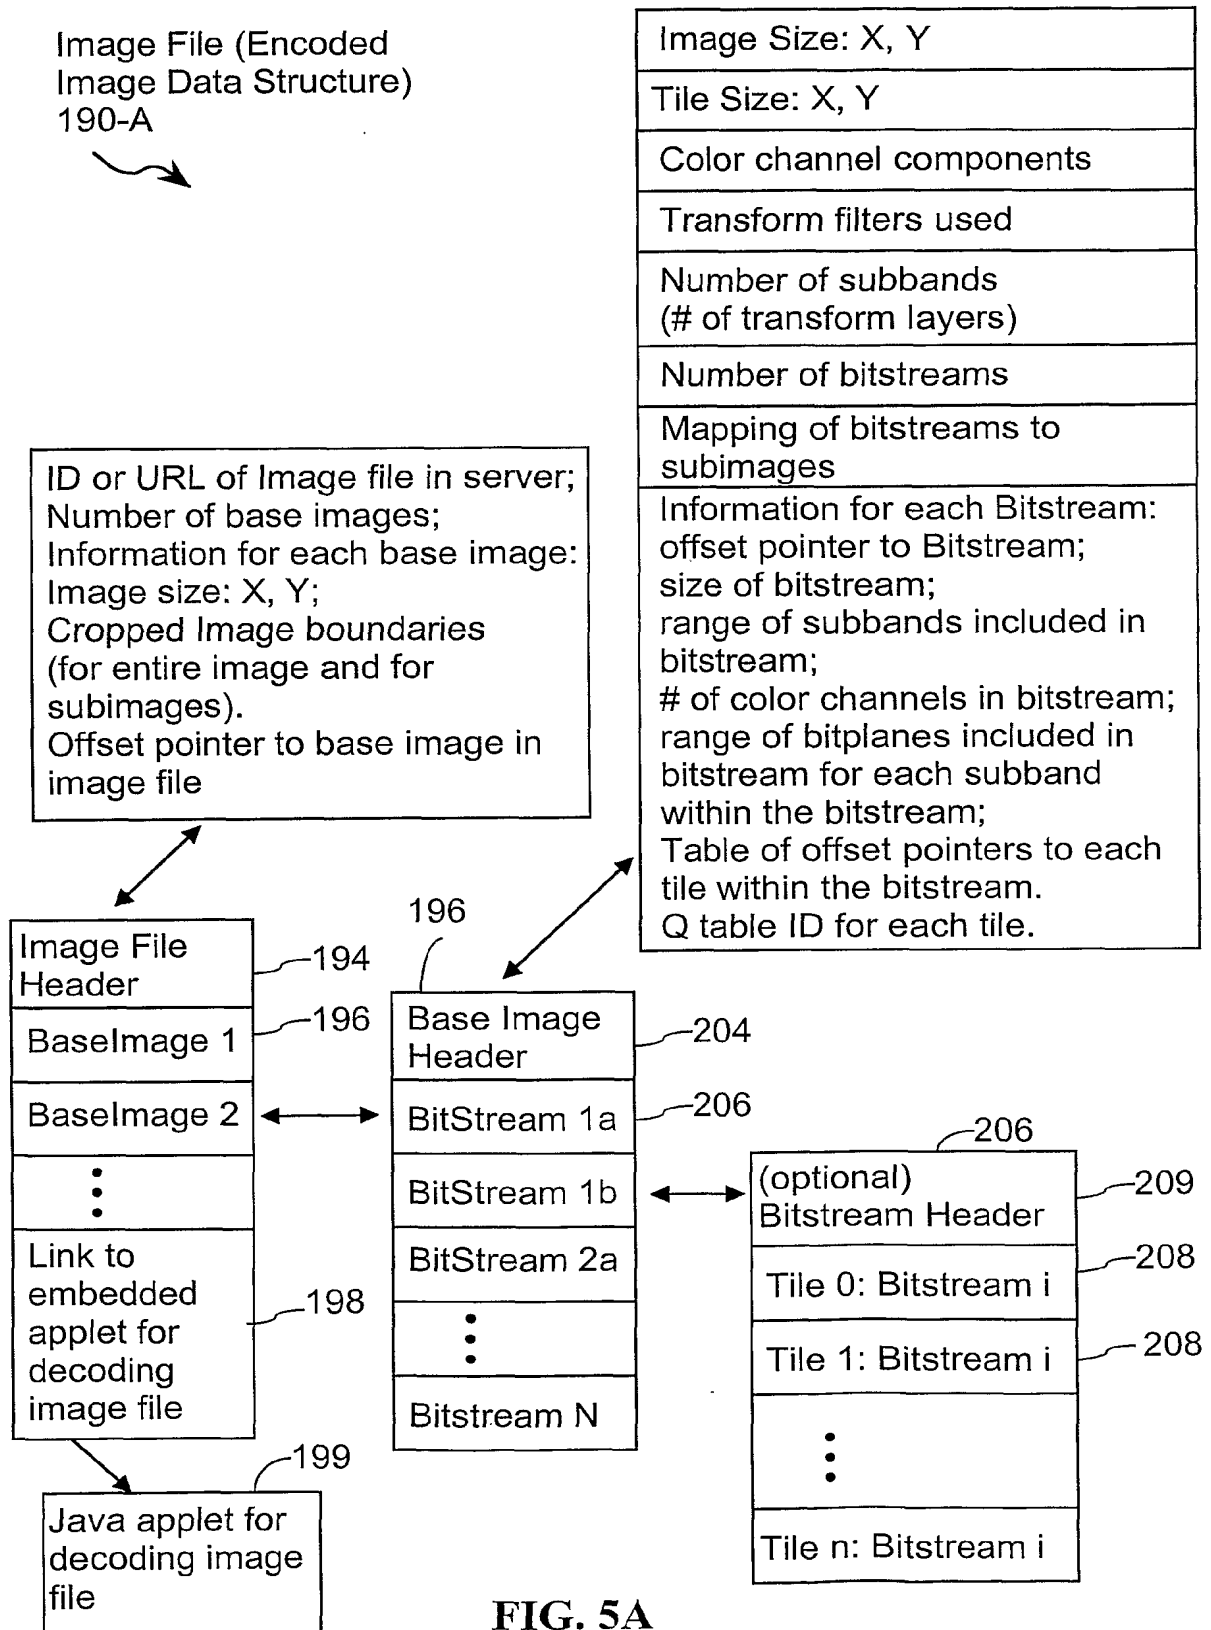 Image File (Encoded
Image Data Structure)
190-A
Image Size: X, Y
Tile Size: X, Y
Color channel components
Transform filters used
Number of subbands
(# of transform layers)
Number of bitstreams
Mapping of bitstreams to
subimages
Information for each Bitstream:
offset pointer to Bitstream;
size of bitstream;
range of subbands included in
bitstream;
# of color channels in bitstream;
range of bitplanes included in
bitstream for each subband
within the bitstream;
Table of offset pointers to each
tile within the bitstream.
Q table ID for each tile.
ID or URL of Image file in server;
Number of base images;
Information for each base image:
Image size: X, Y;
Cropped Image boundaries
(for entire image and for
subimages).
Offset pointer to base image in
image file
Image File
Header
194
BaseImage 1
196
BaseImage 2
Link to
embedded
applet for
decoding
image file
198
199
Java applet for
decoding image
file
196
Base Image
Header
204
BitStream 1a
206
BitStream 1b
BitStream 2a
Bitstream N
206
(optional)
Bitstream Header
209
Tile 0: Bitstream i
208
Tile 1: Bitstream i
208
Tile n: Bitstream i
FIG. 5A